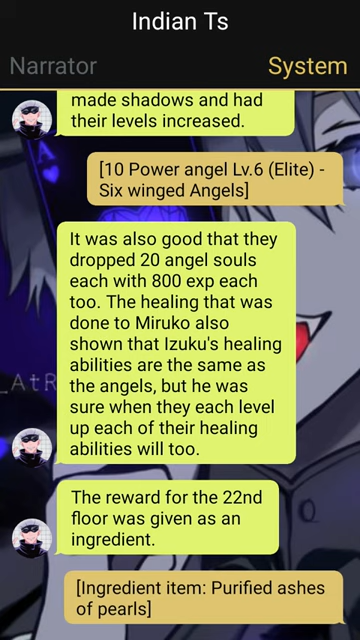 Indian Ts
Narrator
System
made shadows and had
their levels increased.
[10 Power angel Lv.6 (Elite) -
Six winged Angels]
It was also good that they
dropped 20 angel souls
each with 800 exp each
too. The healing that was
done to Miruko also
shown that Izuku's healing
abilities are the same as
the angels, but he was
sure when they each level
up each of their healing
abilities will too.
_AtR
The reward for the 22nd
floor was given as an
ingredient.
[Ingredient item: Purified ashes
of pearls]